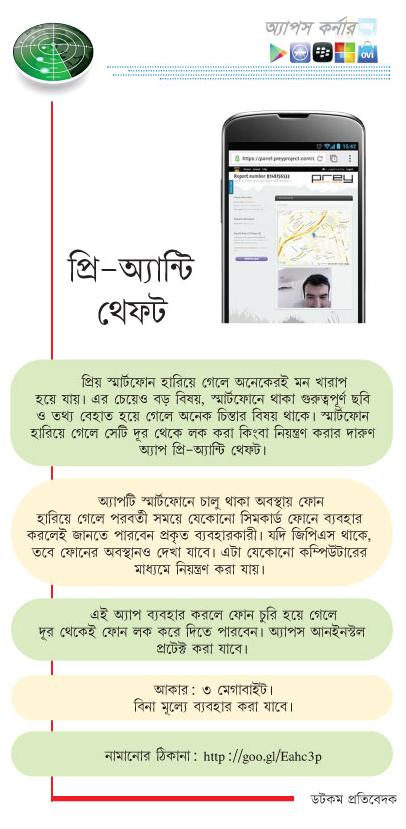 অ্যাপস কর্নার
ovi
15:42
https://panel.preyproject.com/c
prey
প্রি-অ্যান্টি
থেফট
প্রিয় স্মার্টফোন হারিয়ে গেলে অনেকেরই মন খারাপ
হয়ে যায়। এর চেয়েও বড় বিষয়, স্মার্টফোনে থাকা গুরুত্বপূর্ণ ছবি
ও তথ্য বেহাত হয়ে গেলে অনেক চিন্তার বিষয় থাকে। স্মার্টফোন
হারিয়ে গেলে সেটি দূর থেকে লক করা কিংবা নিয়ন্ত্রণ করার দারুণ
অ্যাপ প্রি-অ্যান্টি থেফট।
অ্যাপটি স্মার্টফোনে চালু থাকা অবস্থায় ফোন
হারিয়ে গেলে পরবর্তী সময়ে যেকোনো সিমকার্ড ফোনে ব্যবহার
করলেই জানতে পারবেন প্রকৃত ব্যবহারকারী। যদি জিপিএস থাকে,
তবে ফোনের অবস্থানও দেখা যাবে। এটা যেকোনো কম্পিউটারের
মাধ্যমে নিয়ন্ত্রণ করা যায়।
এই অ্যাপ ব্যবহার করলে ফোন চুরি হয়ে গেলে
দূর থেকেই ফোন লক করে দিতে পারবেন। অ্যাপস আনইনস্টল
প্রটেক্ট করা যাবে।
আকার: ৩ মেগাবাইট।
বিনা মূল্যে ব্যবহার করা যাবে।
নামানোর ঠিকানা: http://goo.gl/Eahc3p
ডটকম প্রতিবেদক